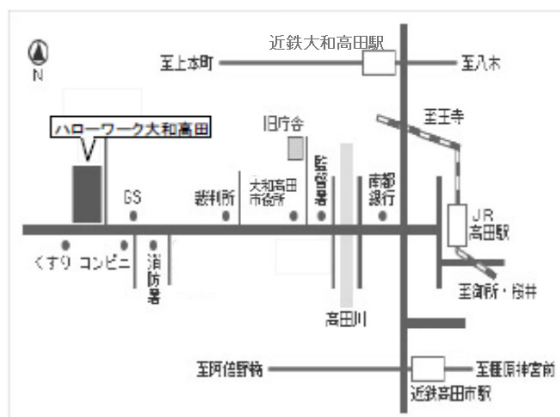 近鉄大和高田駅
至上本町
至八木
N
至王寺
ハローワーク大和高田
旧庁舎
GS
裁判所
大和高田
市役所
監督署
南都
銀行
JR
高田駅
くすり
コンビニ
消防署
至御所・桜井
高田川
至阿倍野橋
至橿原神宮前
近鉄高田市駅